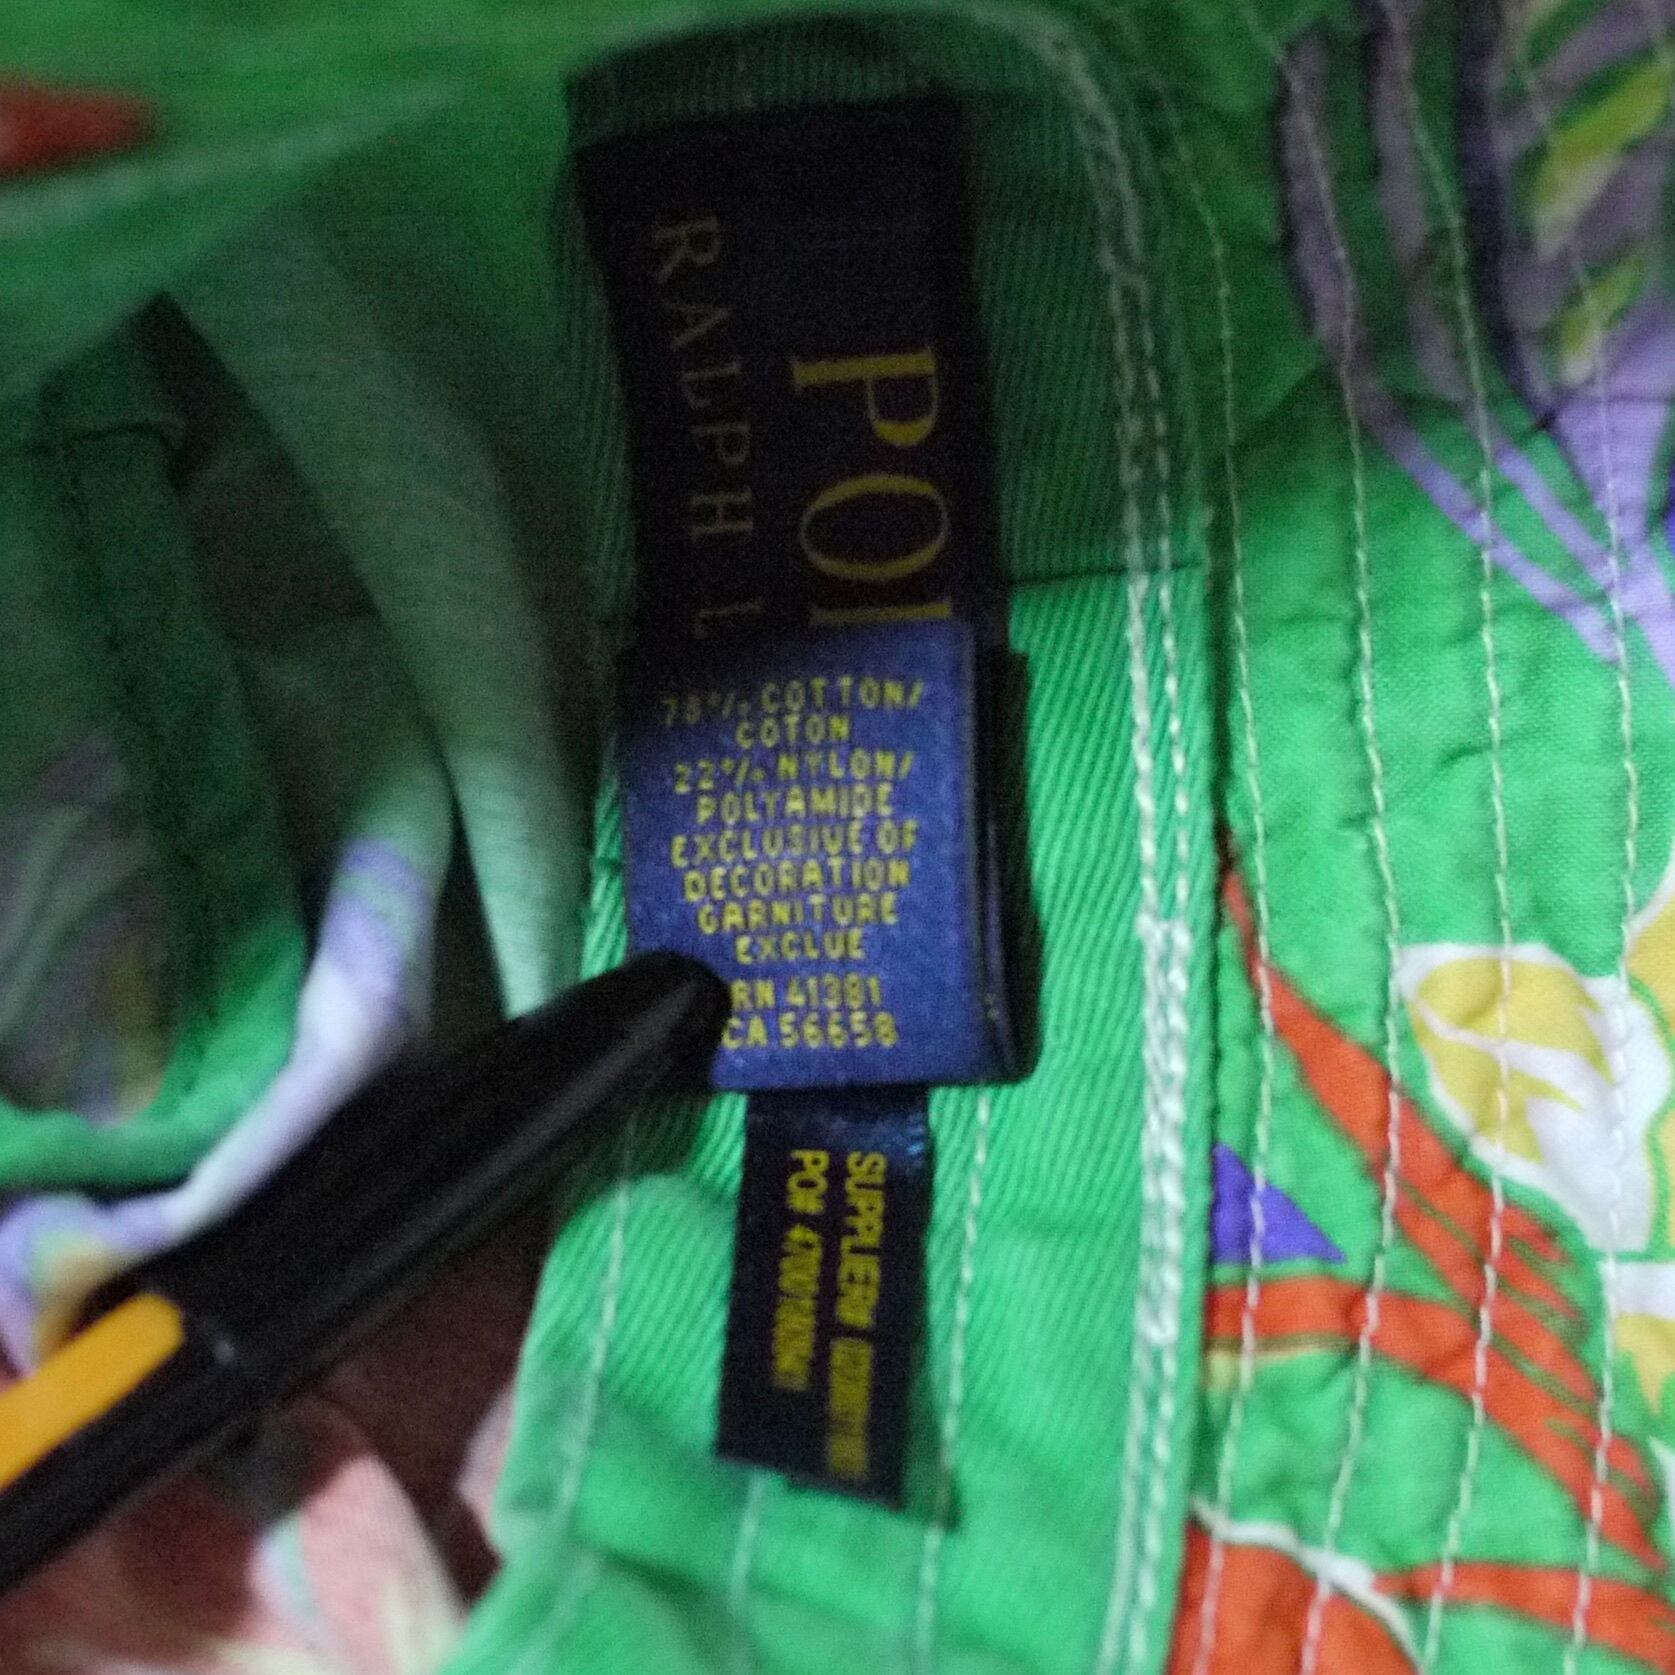 POL
RALPH L
78% COTTON/
COTON
22% NYLON/
POLYAMIDE
EXCLUSIVE OF
DECORATION
GARNITURE
EXCLUE
RN 41381
CA 56658
SUPPLIER#
PO#